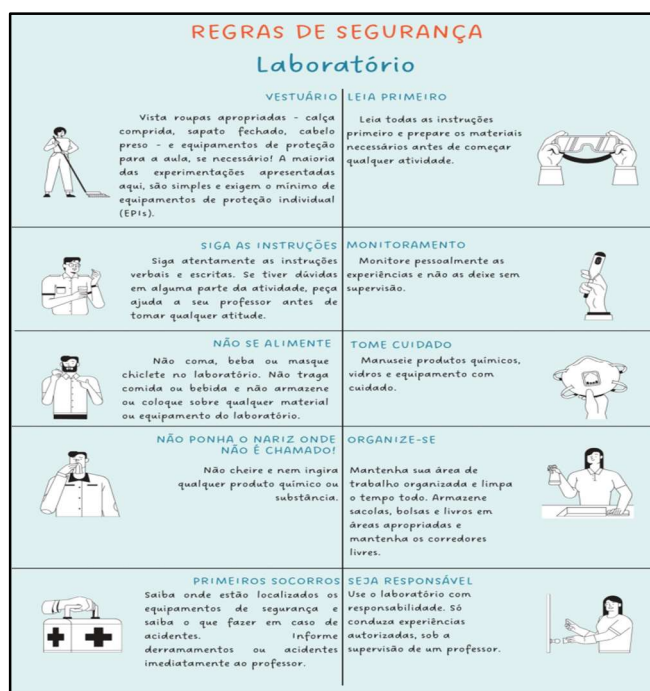 REGRAS DE SEGURANÇA
Laboratório
VESTUÁRIO
Vista roupas apropriadas - calça
comprida, sapato fechado, cabelo
preso - e equipamentos de proteção
para a aula, se necessário! A maioria
das experimentações apresentadas
aqui, são simples e exigem o mínimo de
equipamentos de proteção individual
(EPIs).
LEIA PRIMEIRO
Leia todas as instruções
primeiro e prepare os materiais
necessários antes de começar
qualquer atividade.
SIGA AS INSTRUÇÕES
Siga atentamente as instruções
verbais e escritas. Se tiver dúvidas
em alguma parte da atividade, peça
ajuda a seu professor antes de
tomar qualquer atitude.
MONITORAMENTO
Monitore pessoalmente as
experiências e não as deixe sem
supervisão.
NÃO SE ALIMENTE
Não coma, beba ou masque
chiclete no laboratório. Não traga
comida ou bebida e não armazene
ou coloque sobre qualquer material
ou equipamento do laboratório.
TOME CUIDADO
Manuseie produtos químicos,
vidros e equipamento com
cuidado.
NÃO PONHA O NARIZ ONDE
NÃO É CHAMADO!
Não cheire e nem ingira
qualquer produto químico ou
substância.
ORGANIZE-SE
Mantenha sua área de
trabalho organizada e limpa
o tempo todo. Armazene
sacolas, bolsas e livros em
áreas apropriadas e
mantenha os corredores
livres.
PRIMEIROS SOCORROS
Saiba onde estão localizados os
equipamentos de segurança e
saiba o que fazer em caso de
acidentes. Informe
derramamentos ou acidentes
imediatamente ao professor.
SEJA RESPONSÁVEL
Use o laboratório com
responsabilidade. Só
conduza experiências
autorizadas, sob a
supervisão de um professor.